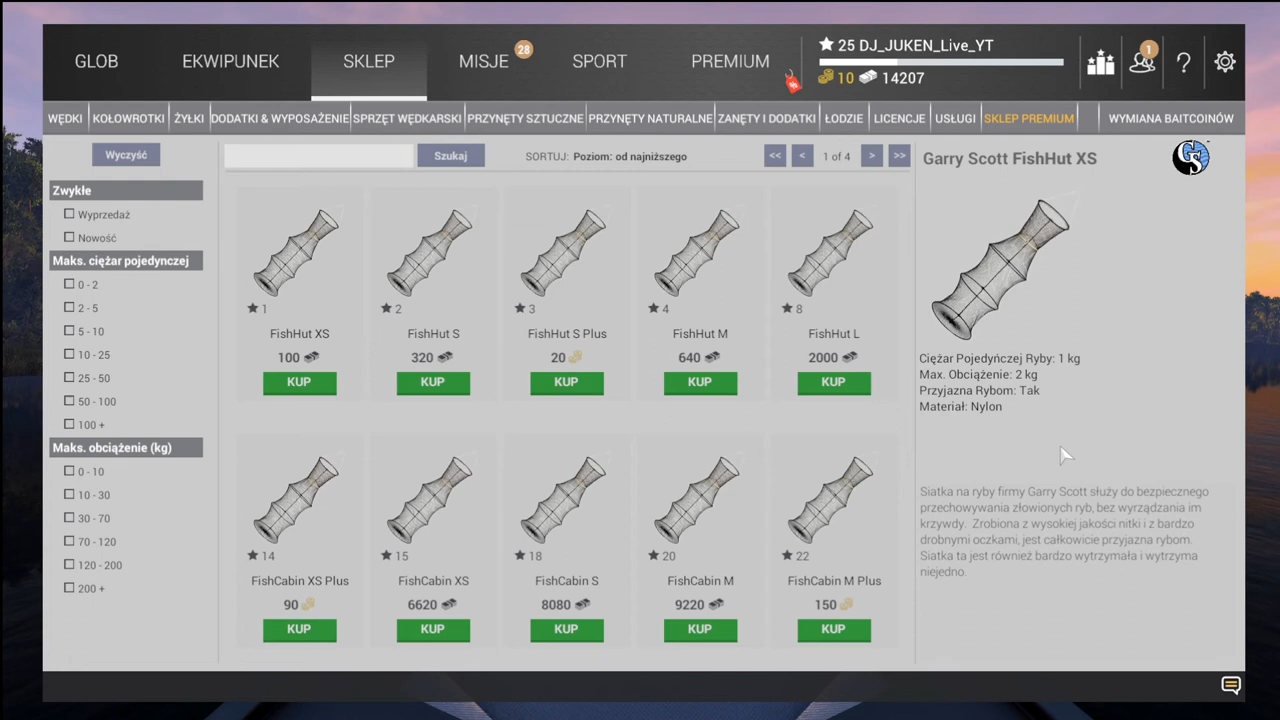 GLOB
EKWIPUNEK
SKLEP
MISJE
28
SPORT
PREMIUM
25 DJ_JUKEN_Live_YT
10
14207
1
?
WĘDKI
KOŁOWROTKI
ŻYŁKI
DODATKI & WYPOSAŻENIE
SPRZĘT WĘDKARSKI
PRZYNĘTY SZTUCZNE
PRZYNĘTY NATURALNE
ZANĘTY I DODATKI
ŁODZIE
LICENCJE
USŁUGI
SKLEP PREMIUM
WYMIANA BAITCOINÓW
Wyczyść
Zwykłe
Wyprzedaż
Nowość
Maks. ciężar pojedynczej
0 - 2
2 - 5
5 - 10
10 - 25
25 - 50
50 - 100
100 +
Maks. obciążenie (kg)
0 - 10
10 - 30
30 - 70
70 - 120
120 - 200
200 +
Szukaj
SORTUJ: Poziom: od najniższego
<<
<
1 of 4
>
>>
1
FishHut XS
100
KUP
2
FishHut S
320
KUP
3
FishHut S Plus
20
KUP
4
FishHut M
640
KUP
8
FishHut L
2000
KUP
14
FishCabin XS Plus
90
KUP
15
FishCabin XS
6620
KUP
18
FishCabin S
8080
KUP
20
FishCabin M
9220
KUP
22
FishCabin M Plus
150
KUP
Garry Scott FishHut XS
GS
Ciężar Pojedyńczej Ryby: 1 kg
Max. Obciążenie: 2 kg
Przyjazna Rybom: Tak
Materiał: Nylon
Siatka na ryby firmy Garry Scott służy do bezpiecznego
przechowywania złowionych ryb, bez wyrządzania im
krzywdy. Zrobiona z wysokiej jakości nitki i z bardzo
drobnymi oczkami, jest całkowicie przyjazna rybom.
Siatka ta jest również bardzo wytrzymała i wytrzyma
niejedno.